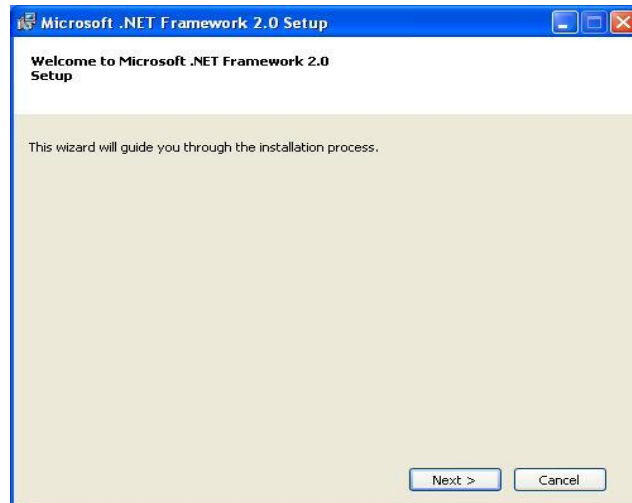 Microsoft .NET Framework 2.0 Setup
Welcome to Microsoft .NET Framework 2.0
Setup
This wizard will guide you through the installation process.
Next >
Cancel